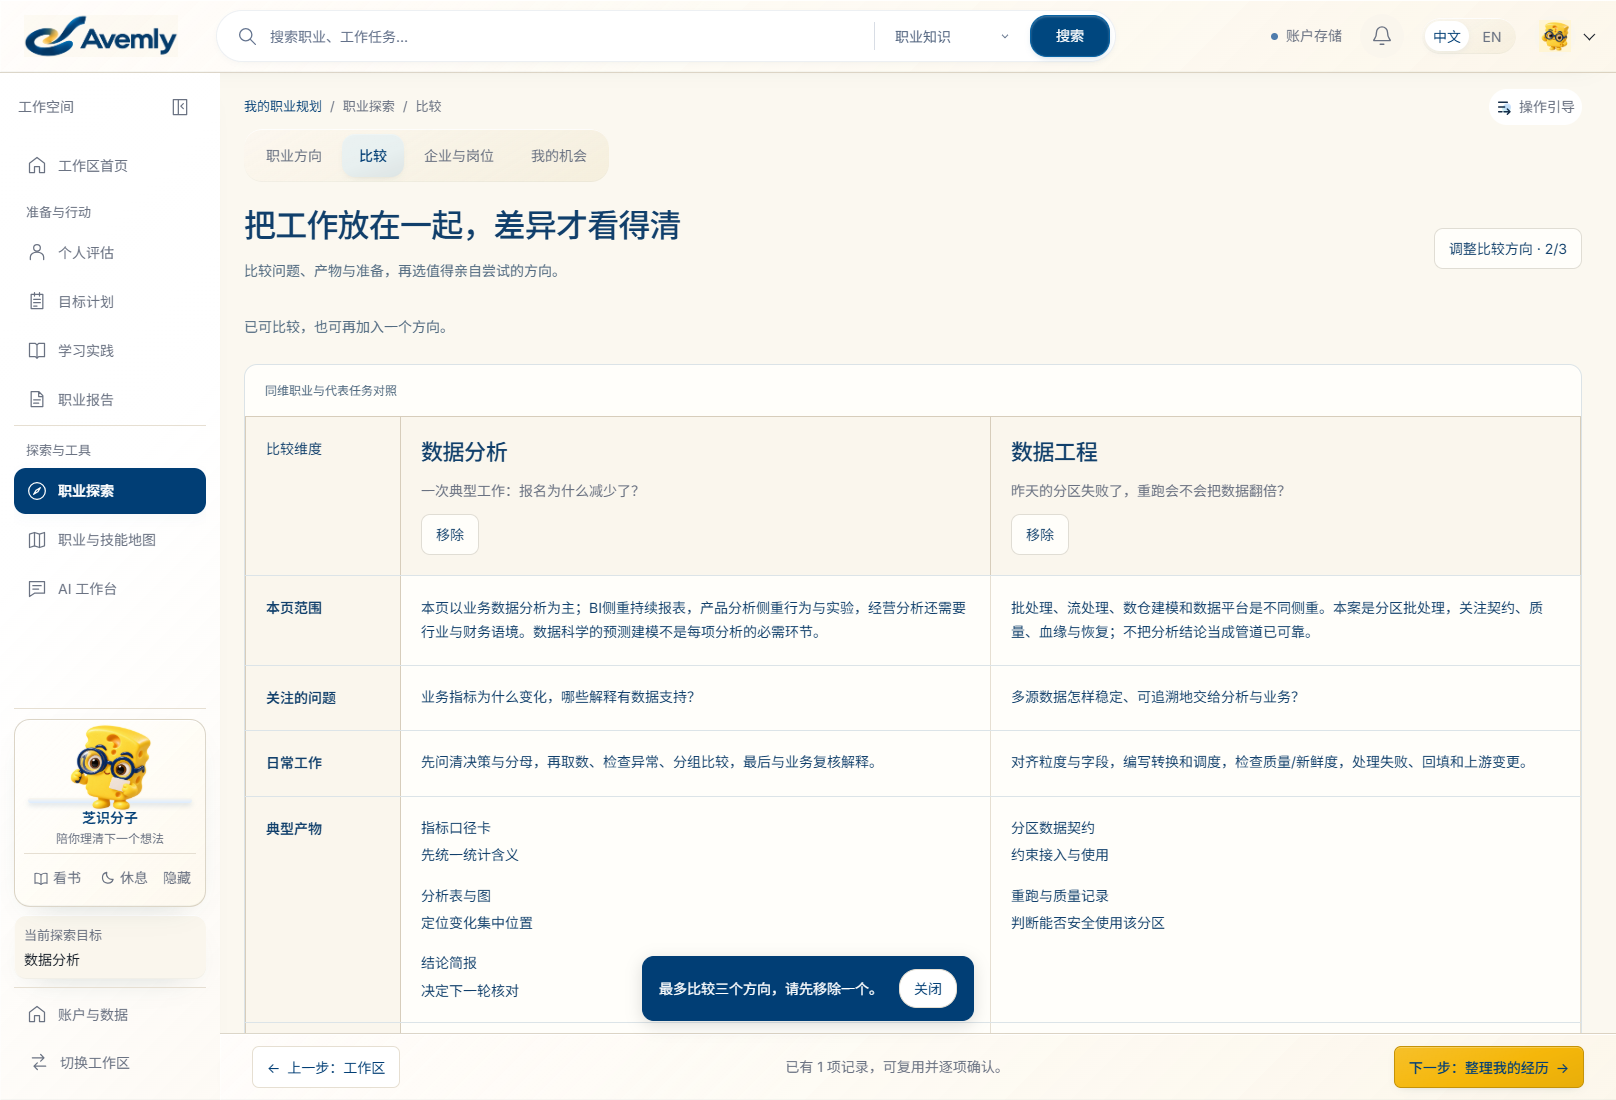 Avemly
搜索职业、工作任务...
职业知识
搜索
账户存储
中文
EN
工作空间
工作区首页
准备与行动
个人评估
目标计划
学习实践
职业报告
探索与工具
职业探索
职业与技能地图
AI 工作台
芝识分子
陪你理清下一个想法
看书
休息
隐藏
当前探索目标
数据分析
账户与数据
切换工作区
我的职业规划 / 职业探索 / 比较
操作引导
职业方向
比较
企业与岗位
我的机会
把工作放在一起，差异才看得清
比较问题、产物与准备，再选值得亲自尝试的方向。
调整比较方向 · 2/3
已可比较，也可再加入一个方向。
同维职业与代表任务对照
比较维度
数据分析
一次典型工作：报名为什么减少了？
移除
数据工程
昨天的分区失败了，重跑会不会把数据翻倍？
移除
本页范围
本页以业务数据分析为主；BI侧重持续报表，产品分析侧重行为与实验，经营分析还需要
行业与财务语境。数据科学的预测建模不是每项分析的必需环节。
批处理、流处理、数仓建模和数据平台是不同侧重。本案是分区批处理，关注契约、质
量、血缘与恢复；不把分析结论当成管道已可靠。
关注的问题
业务指标为什么变化，哪些解释有数据支持？
多源数据怎样稳定、可追溯地交给分析与业务？
日常工作
先问清决策与分母，再取数、检查异常、分组比较，最后与业务复核解释。
对齐粒度与字段，编写转换和调度，检查质量/新鲜度，处理失败、回填和上游变更。
典型产物
指标口径卡
先统一统计含义
分析表与图
定位变化集中位置
结论简报
决定下一轮核对
分区数据契约
约束接入与使用
重跑与质量记录
判断能否安全使用该分区
最多比较三个方向，请先移除一个。
关闭
← 上一步：工作区
已有 1 项记录，可复用并逐项确认。
下一步：整理我的经历 →